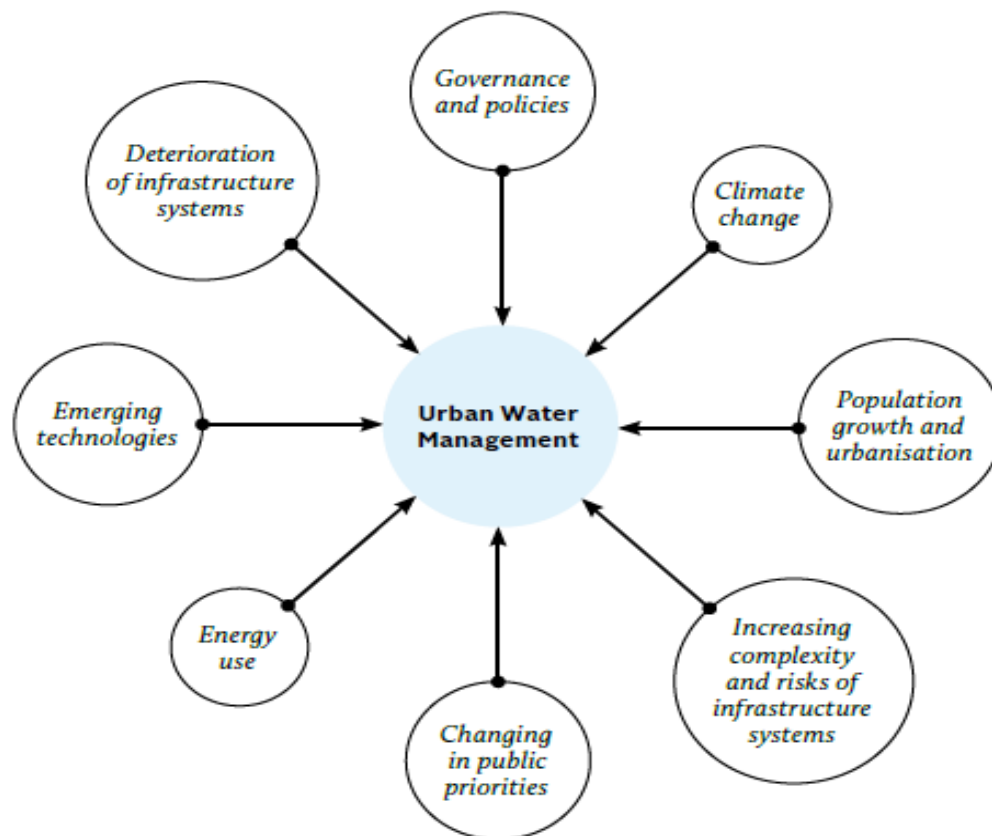 Governance
and policies
Deterioration
of infrastructure
systems
Climate
change
Emerging
technologies
Urban Water
Management
Population
growth and
urbanisation
Energy
use
Increasing
complexity
and risks of
infrastructure
systems
Changing
in public
priorities